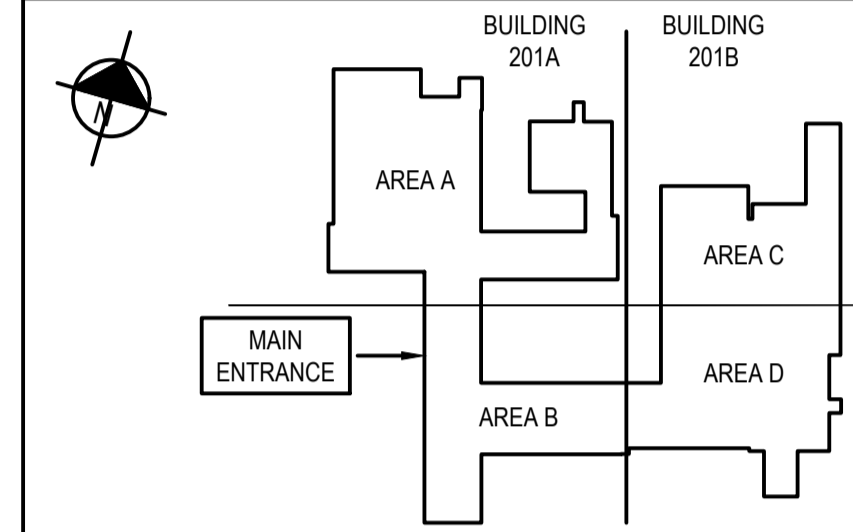 BUILDING
201A
BUILDING
201B
N
AREA A
AREA C
MAIN
ENTRANCE
AREA D
AREA B